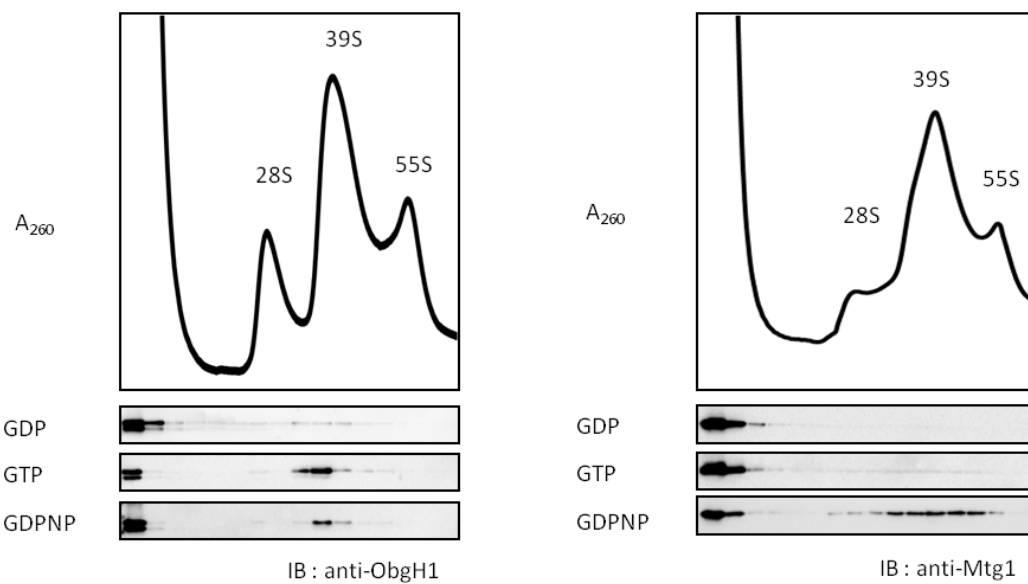 39S
28S
55S
A260
GDP
GTP
GDPNP
IB : anti-ObgH1
39S
28S
55S
A260
GDP
GTP
GDPNP
IB : anti-Mtg1